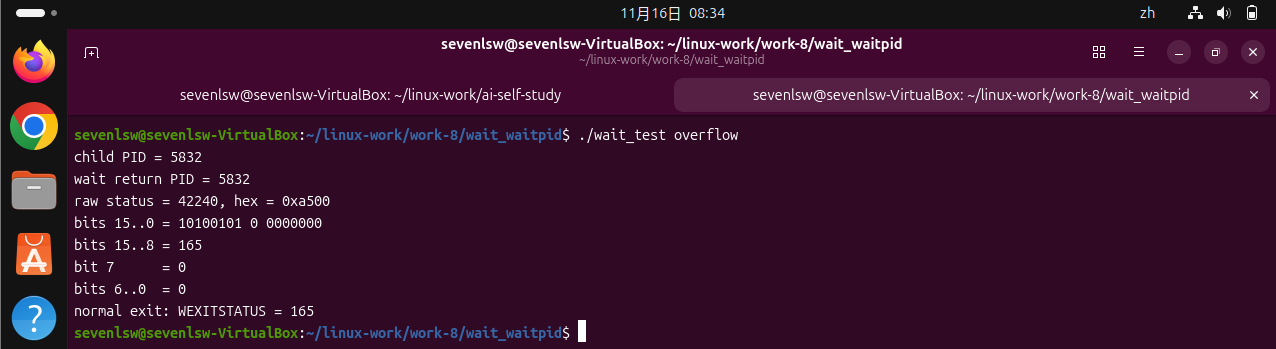 11月16日 08:34
zh
sevenlsw@sevenlsw-VirtualBox: ~/linux-work/work-8/wait_waitpid
~/linux-work/work-8/wait_waitpid
sevenlsw@sevenlsw-VirtualBox: ~/linux-work/ai-self-study
sevenlsw@sevenlsw-VirtualBox: ~/linux-work/work-8/wait_waitpid
sevenlsw@sevenlsw-VirtualBox:~/linux-work/work-8/wait_waitpid$ ./wait_test overflow
child PID = 5832
wait return PID = 5832
raw status = 42240, hex = 0xa500
bits 15..0 = 10100101 0 0000000
bits 15..8 = 165
bit 7      = 0
bits 6..0  = 0
normal exit: WEXITSTATUS = 165
sevenlsw@sevenlsw-VirtualBox:~/linux-work/work-8/wait_waitpid$